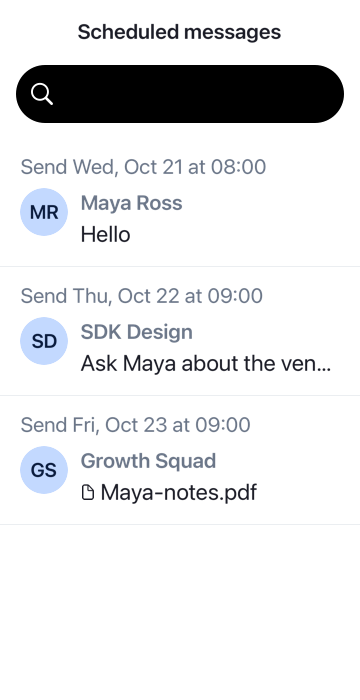 Scheduled messages
Send Wed, Oct 21 at 08:00
MR
Maya Ross
Hello
Send Thu, Oct 22 at 09:00
SD
SDK Design
Ask Maya about the ven...
Send Fri, Oct 23 at 09:00
GS
Growth Squad
Maya-notes.pdf